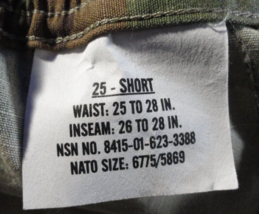 25 - SHORT
WAIST: 25 TO 28 IN.
INSEAM: 26 TO 28 IN.
NSN NO. 8415-01-623-3388
NATO SIZE: 6775/5869